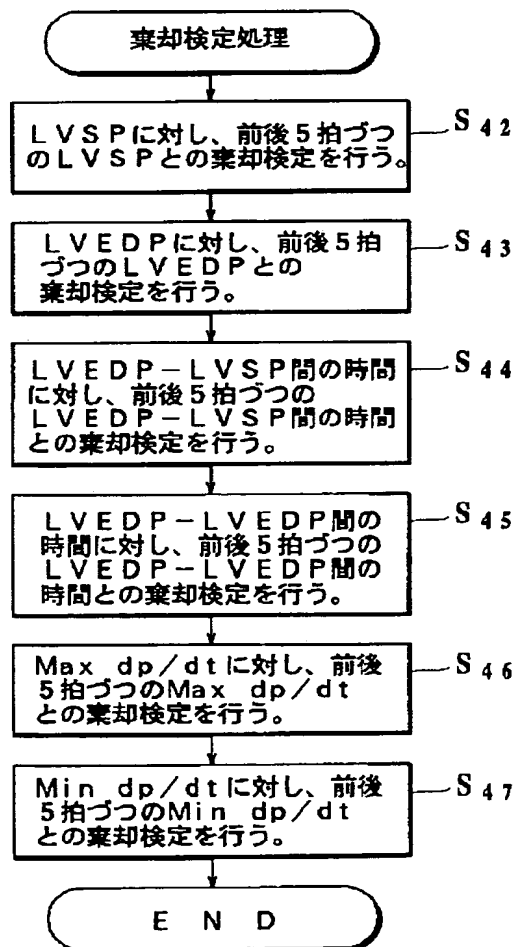 棄却検定処理
LVSPに対し、前後5拍づつ
のLVSPとの棄却検定を行う。
S42
LVEDPに対し、前後5拍
づつのLVEDPとの
棄却検定を行う。
S43
LVEDP－LVSP間の時間
に対し、前後5拍づつの
LVEDP－LVSP間の時間
との棄却検定を行う。
S44
LVEDP－LVEDP間の
時間に対し、前後5拍づつの
LVEDP－LVEDP間の
時間との棄却検定を行う。
S45
Max dp/dtに対し、前後
5拍づつのMax dp/dt
との棄却検定を行う。
S46
Min dp/dtに対し、前後
5拍づつのMin dp/dt
との棄却検定を行う。
S47
END